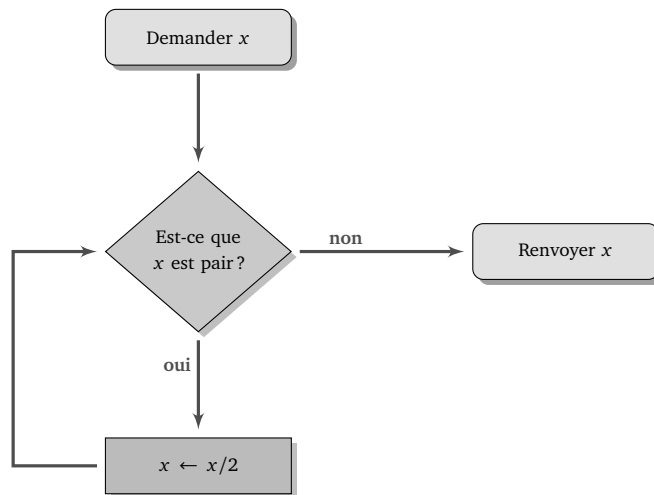 Demander x
Est-ce que
x est pair ?
non
Renvoyer x
oui
x ← x/2